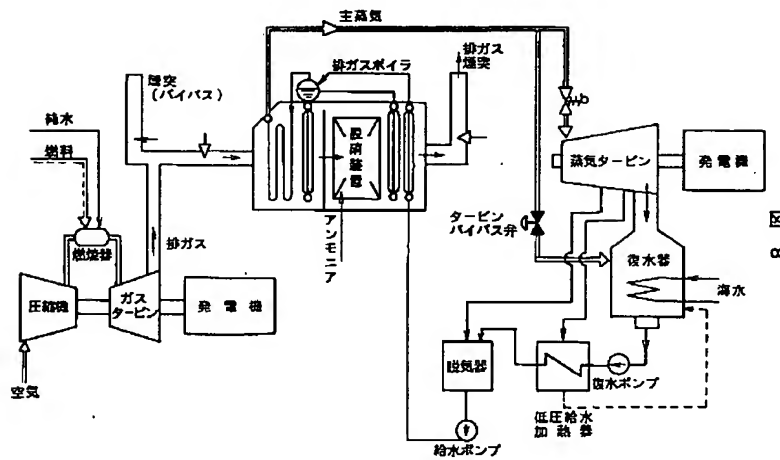 主蒸気
煙突
(バイパス)
排ガスボイラ
排ガス
煙突
純水
燃料
脱硝装置
蒸気タービン
発電機
燃焼器
排ガス
アンモニア
タービン
バイパス弁
復水器
海水
圧縮機
ガス
タービン
発電機
空気
脱気器
復水ポンプ
低圧給水
加熱器
給水ポンプ